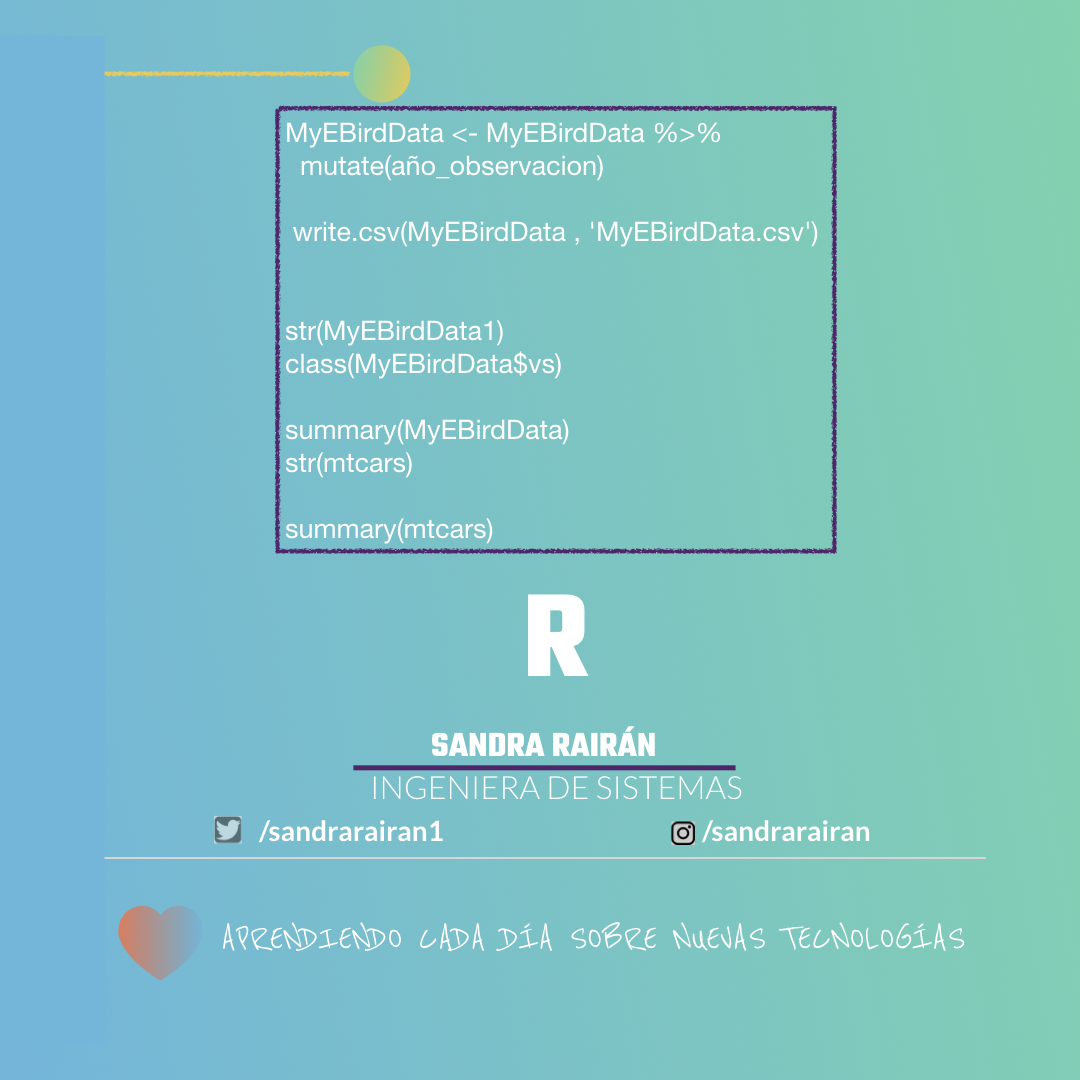 MyEBirdData <- MyEBirdData %>%
mutate(año_observacion)
write.csv(MyEBirdData , 'MyEBirdData.csv')
str(MyEBirdData1)
class(MyEBirdData$vs)
summary(MyEBirdData)
str(mtcars)
summary(mtcars)
R
SANDRA RAIRÁN
INGENIERA DE SISTEMAS
/sandrarairan1
/sandrarairan
APRENDIENDO CADA DÍA SOBRE NUEVAS TECNOLOGÍAS